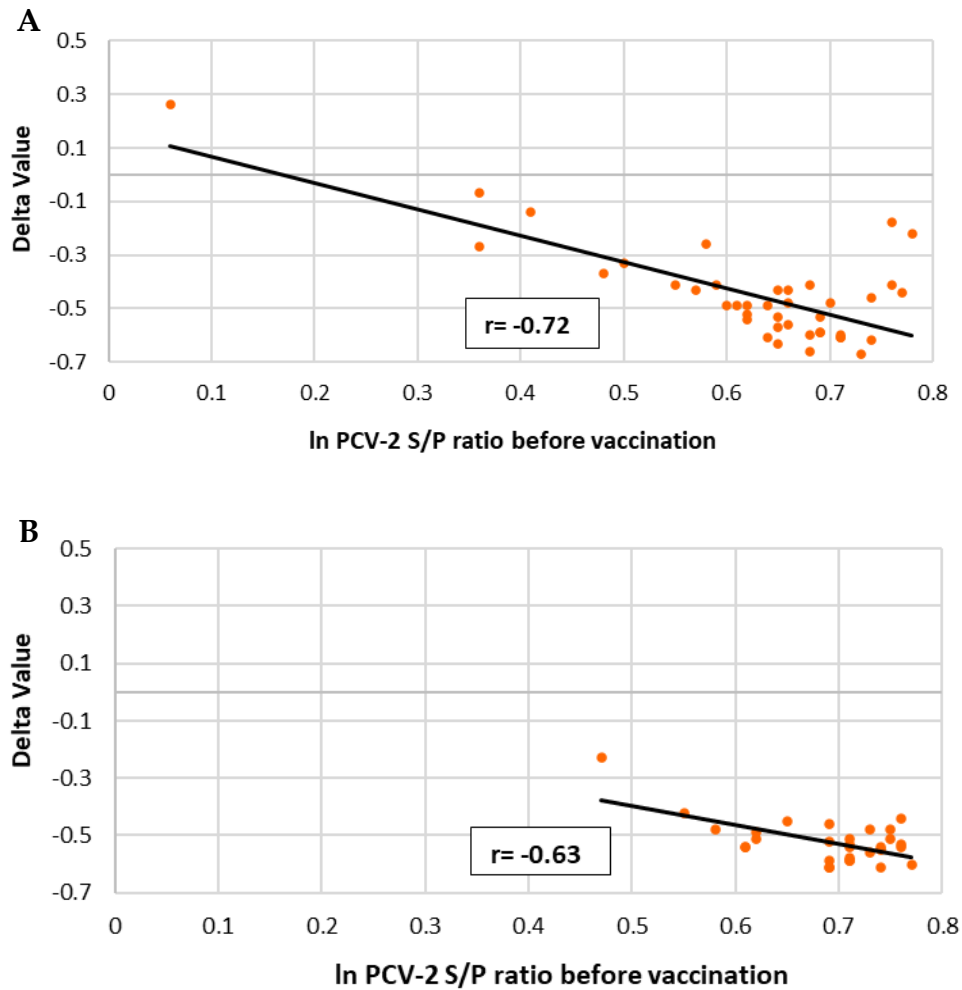 A
0.5
0.3
0.1
-0.1
-0.3
-0.5
-0.7
Delta Value
r= -0.72
0 0.1 0.2 0.3 0.4 0.5 0.6 0.7 0.8
ln PCV-2 S/P ratio before vaccination
B
0.5
0.3
0.1
-0.1
-0.3
-0.5
-0.7
Delta Value
r= -0.63
0 0.1 0.2 0.3 0.4 0.5 0.6 0.7 0.8
ln PCV-2 S/P ratio before vaccination